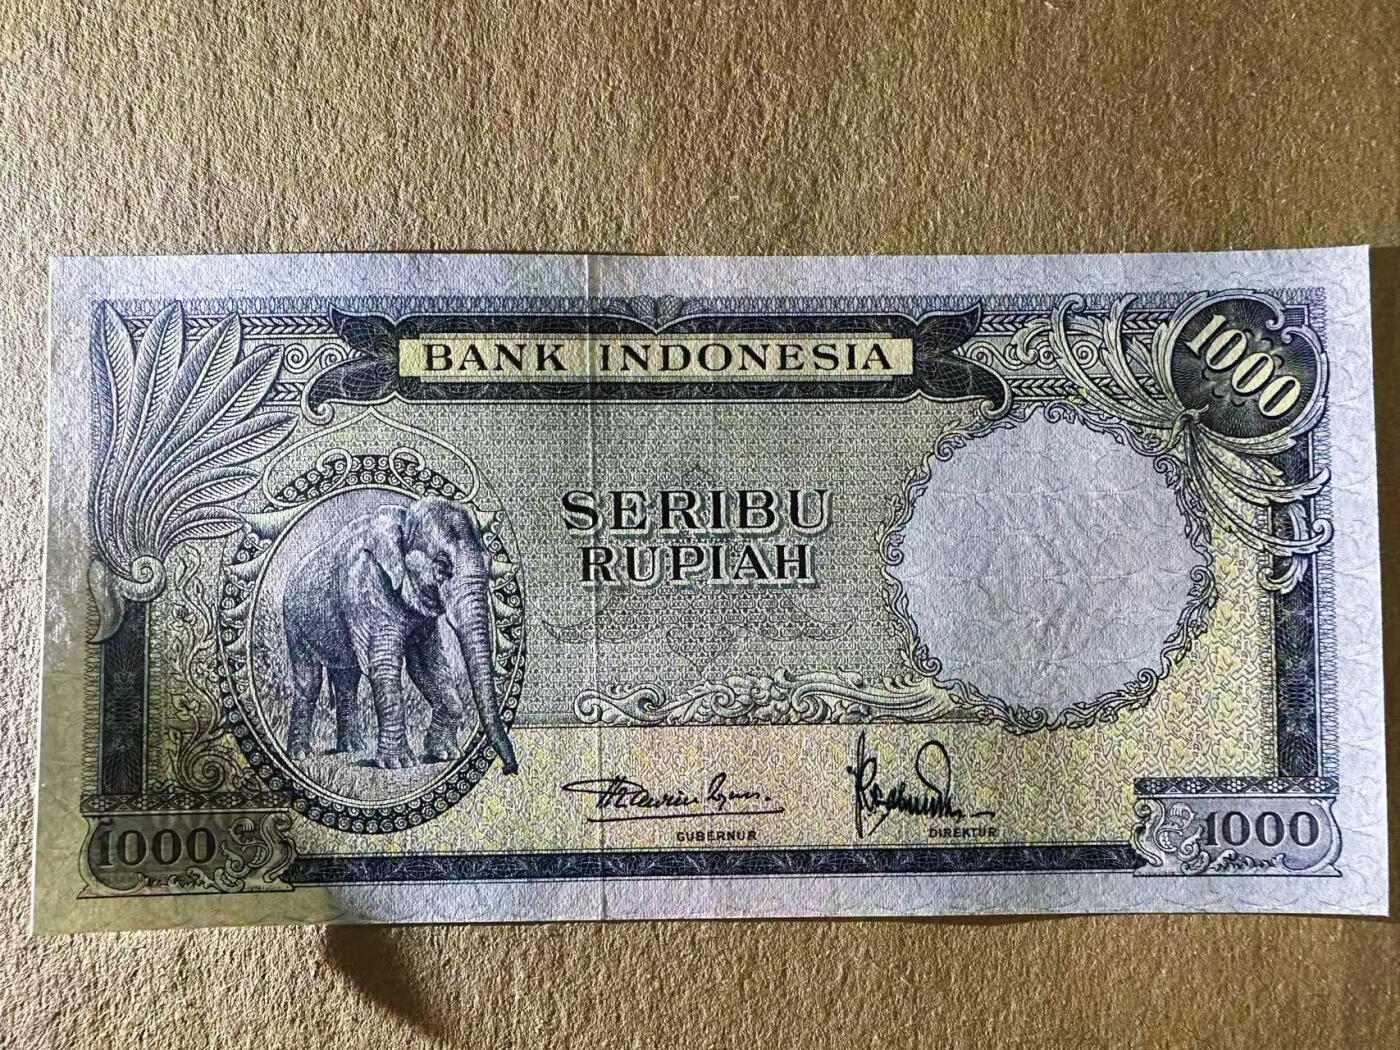 BANK INDONESIA
1000
SERIBU
RUPIAH
GUBERNUR
DIREKTUR
1000
1000